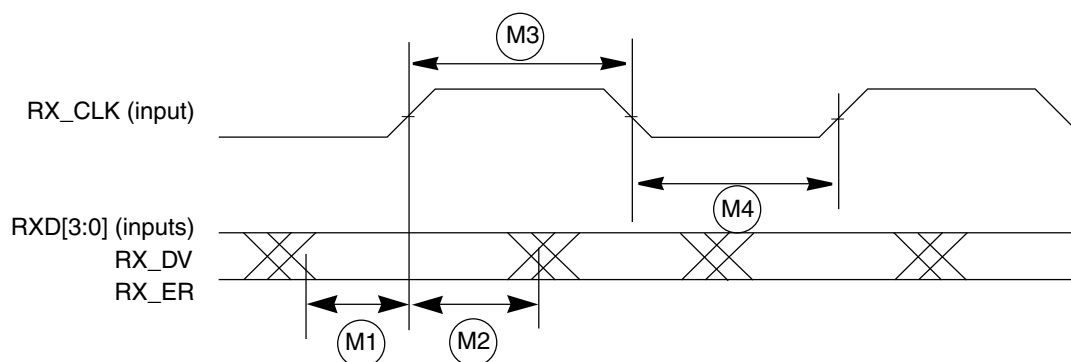 M3
RX_CLK (input)
M4
RXD[3:0] (inputs)
RX_DV
RX_ER
M1
M2